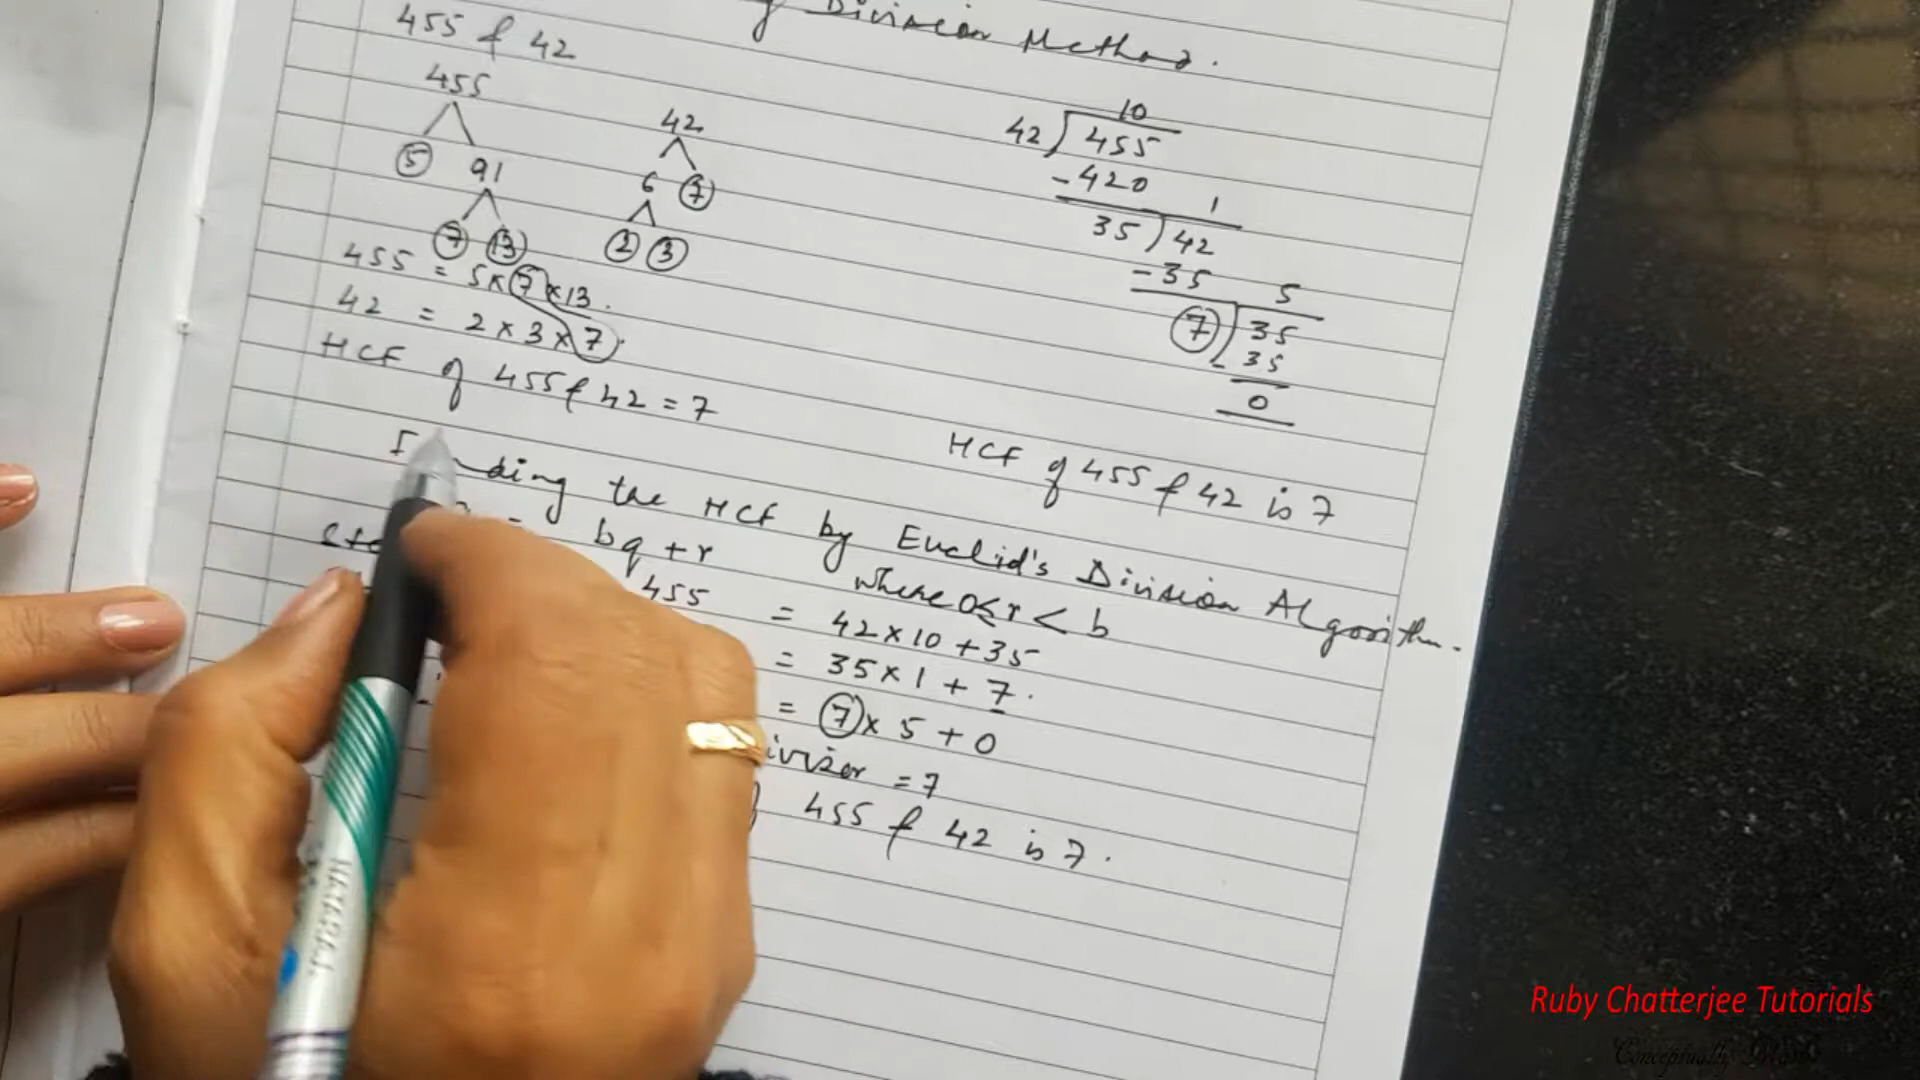 Division Method.
455 & 42
455
5 91
7 13
42
6 7
2 3
455 = 5×7×13.
42 = 2×3×7.
HCF of 455 & 42 = 7
10
42 ) 455
-420
1
35 ) 42
-35
5
7 ) 35
- 35
0
HCF of 455 & 42 is 7
the HCF by Euclid's Division Algorithm.
= bq + r where 0≤r < b
455 = 42×10 + 35
= 35×1 + 7.
= 7×5 + 0
= 7
455 & 42 is 7.
Ruby Chatterjee Tutorials